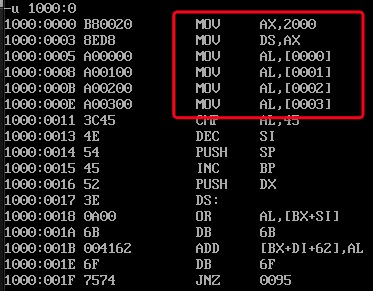 -u 1000:0
1000:0000 B80020 MOV AX,2000
1000:0003 8ED8 MOV DS,AX
1000:0005 A00000 MOV AL,[0000]
1000:0008 A00100 MOV AL,[0001]
1000:000B A00200 MOV AL,[0002]
1000:000E A00300 MOV AL,[0003]
1000:0011 3C45 CMP AL,45
1000:0013 4E DEC SI
1000:0014 54 PUSH SP
1000:0015 45 INC BP
1000:0016 52 PUSH DX
1000:0017 3E DS:
1000:0018 0A00 OR AL,[BX+SI]
1000:001A 6B DB 6B
1000:001B 004162 ADD [BX+DI+62],AL
1000:001E 6F DB 6F
1000:001F 7574 JNZ 0095